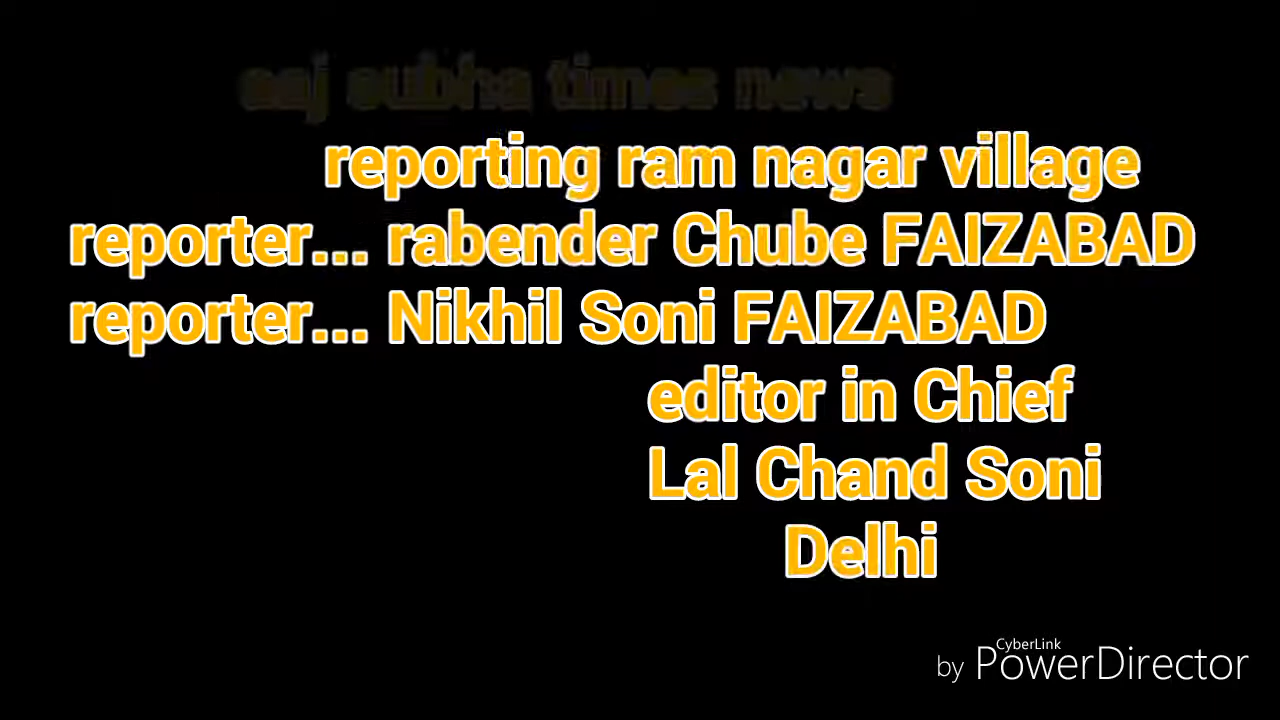 aaj subha times news
reporting ram nagar village
reporter... rabender Chube FAIZABAD
reporter... Nikhil Soni FAIZABAD
editor in Chief
Lal Chand Soni
Delhi
CyberLink
by PowerDirector